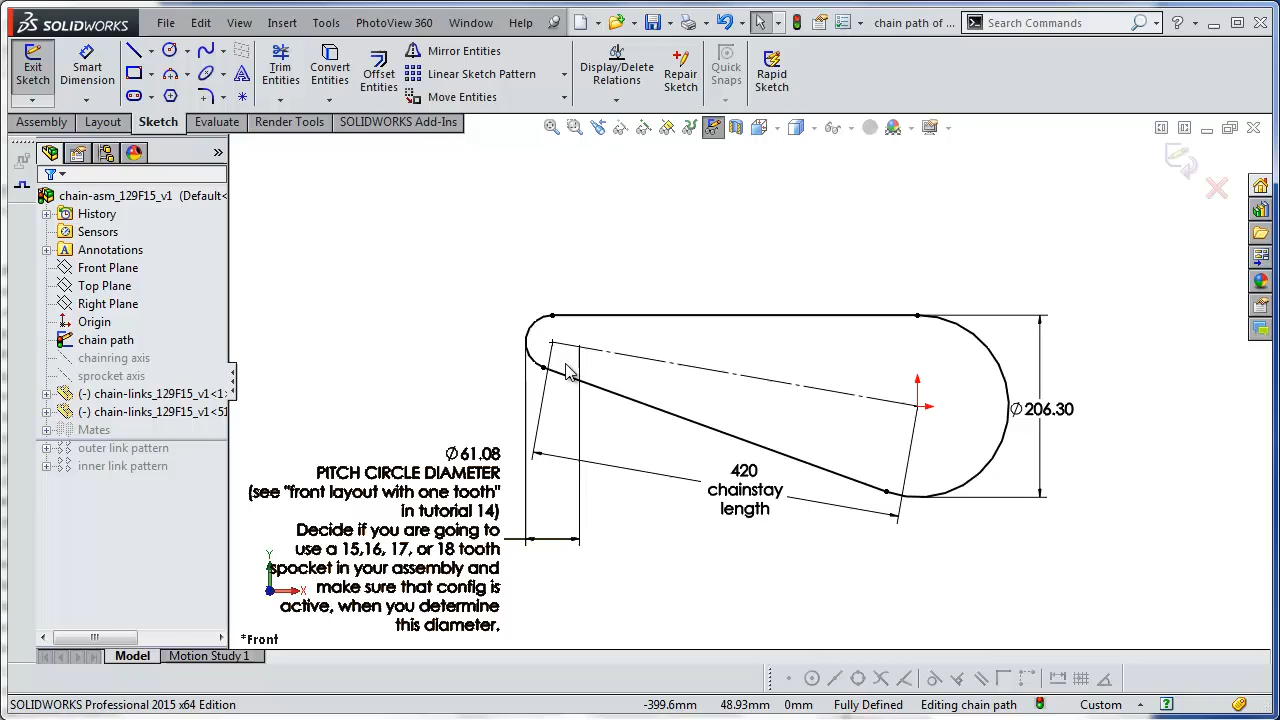 SOLIDWORKS File Edit View Insert Tools PhotoView 360 Window Help chain path of ... Search Commands
Exit Sketch
Smart Dimension
Trim Entities
Convert Entities
Offset Entities
Mirror Entities
Linear Sketch Pattern
Move Entities
Display/Delete Relations
Repair Sketch
Quick Snaps
Rapid Sketch
Assembly Layout Sketch Evaluate Render Tools SOLIDWORKS Add-Ins
chain-asm_129F15_v1 (Default<
History
Sensors
Annotations
Front Plane
Top Plane
Right Plane
Origin
chain path
chainring axis
sprocket axis
(-) chain-links_129F15_v1<1>
(-) chain-links_129F15_v1<51
Mates
outer link pattern
inner link pattern
Ø206.30
420
chainstay
length
Ø61.08
PITCH CIRCLE DIAMETER
(see "front layout with one tooth"
in tutorial 14)
Decide if you are going to
use a 15,16, 17, or 18 tooth
spocket in your assembly and
make sure that config is
active, when you determine
this diameter.
Y
X
*Front
Model Motion Study 1
SOLIDWORKS Professional 2015 x64 Edition -399.6mm 48.93mm 0mm Fully Defined Editing chain path Custom